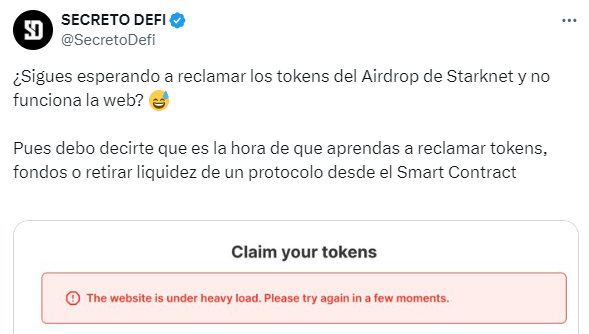 SECRETO DEFI
@SecretoDefi
¿Sigues esperando a reclamar los tokens del Airdrop de Starknet y no
funciona la web? 😅
Pues debo decirte que es la hora de que aprendas a reclamar tokens,
fondos o retirar liquidez de un protocolo desde el Smart Contract
Claim your tokens
The website is under heavy load. Please try again in a few moments.